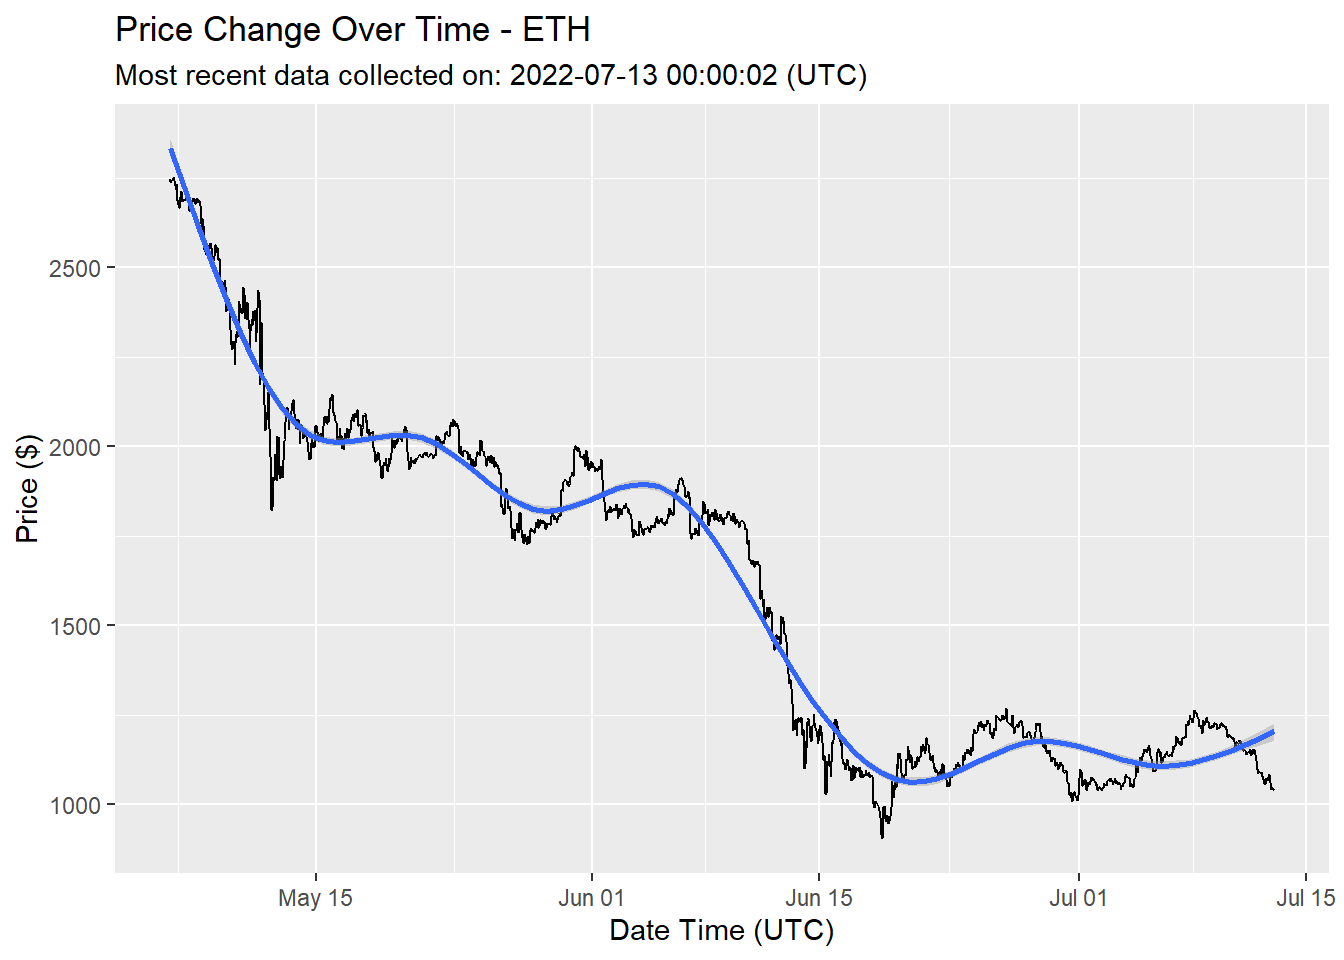 Price Change Over Time - ETH
Most recent data collected on: 2022-07-13 00:00:02 (UTC)
Price ($)
2500
2000
1500
1000
May 15
Jun 01
Jun 15
Jul 01
Jul 15
Date Time (UTC)